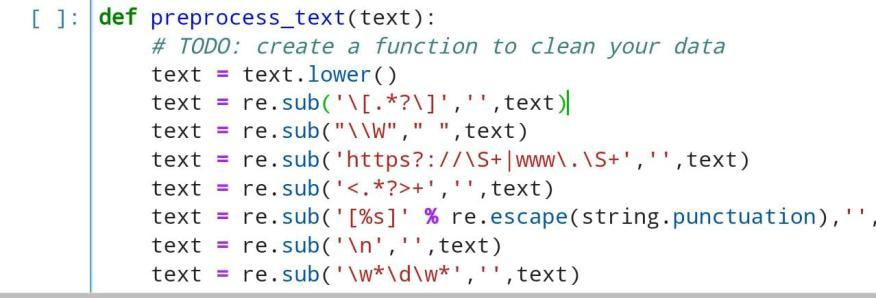 [ ]: def preprocess_text(text):
# TODO: create a function to clean your data
text = text.lower()
text = re.sub('\[.*?\]','',text)
text = re.sub("\\W"," ",text)
text = re.sub('https?://\S+|www\.\S+','',text)
text = re.sub('<.*?>+','',text)
text = re.sub('[%s]' % re.escape(string.punctuation),'',
text = re.sub('\n','',text)
text = re.sub('\w*\d\w*','',text)